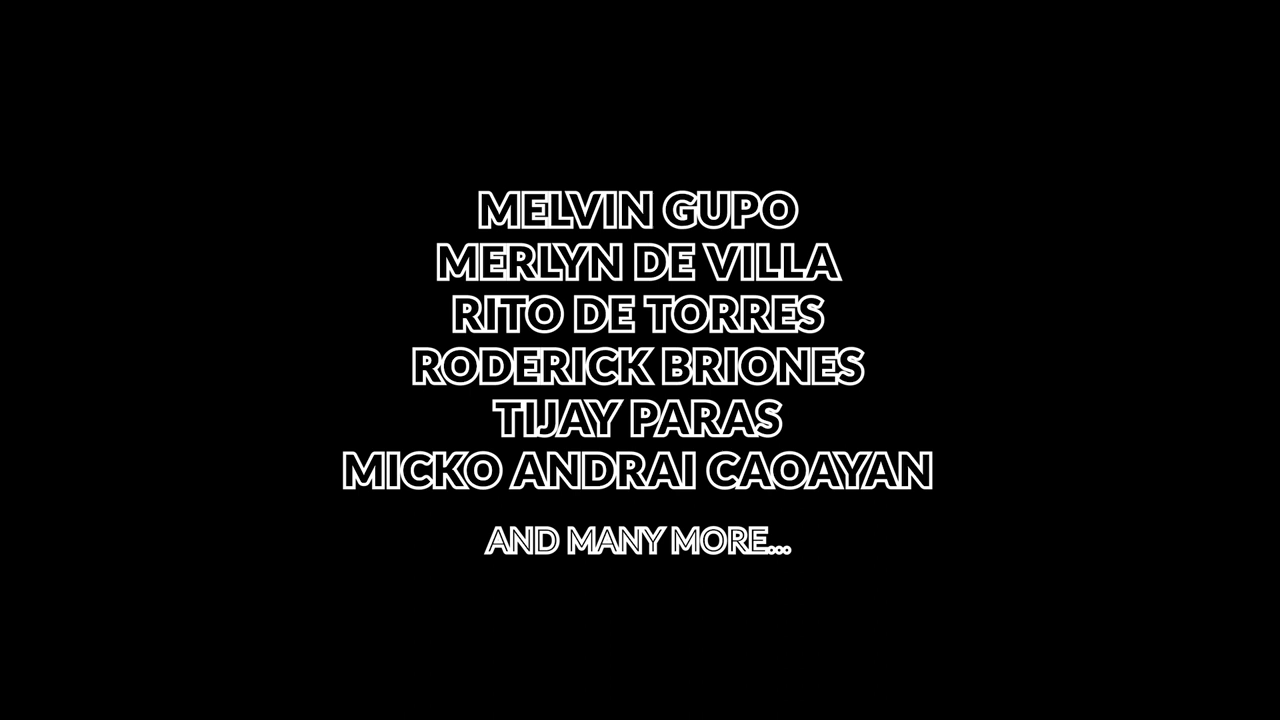 MELVIN GUPO
MERLYN DE VILLA
RITO DE TORRES
RODERICK BRIONES
TIJAY PARAS
MICKO ANDRAI CAOAYAN
AND MANY MORE...